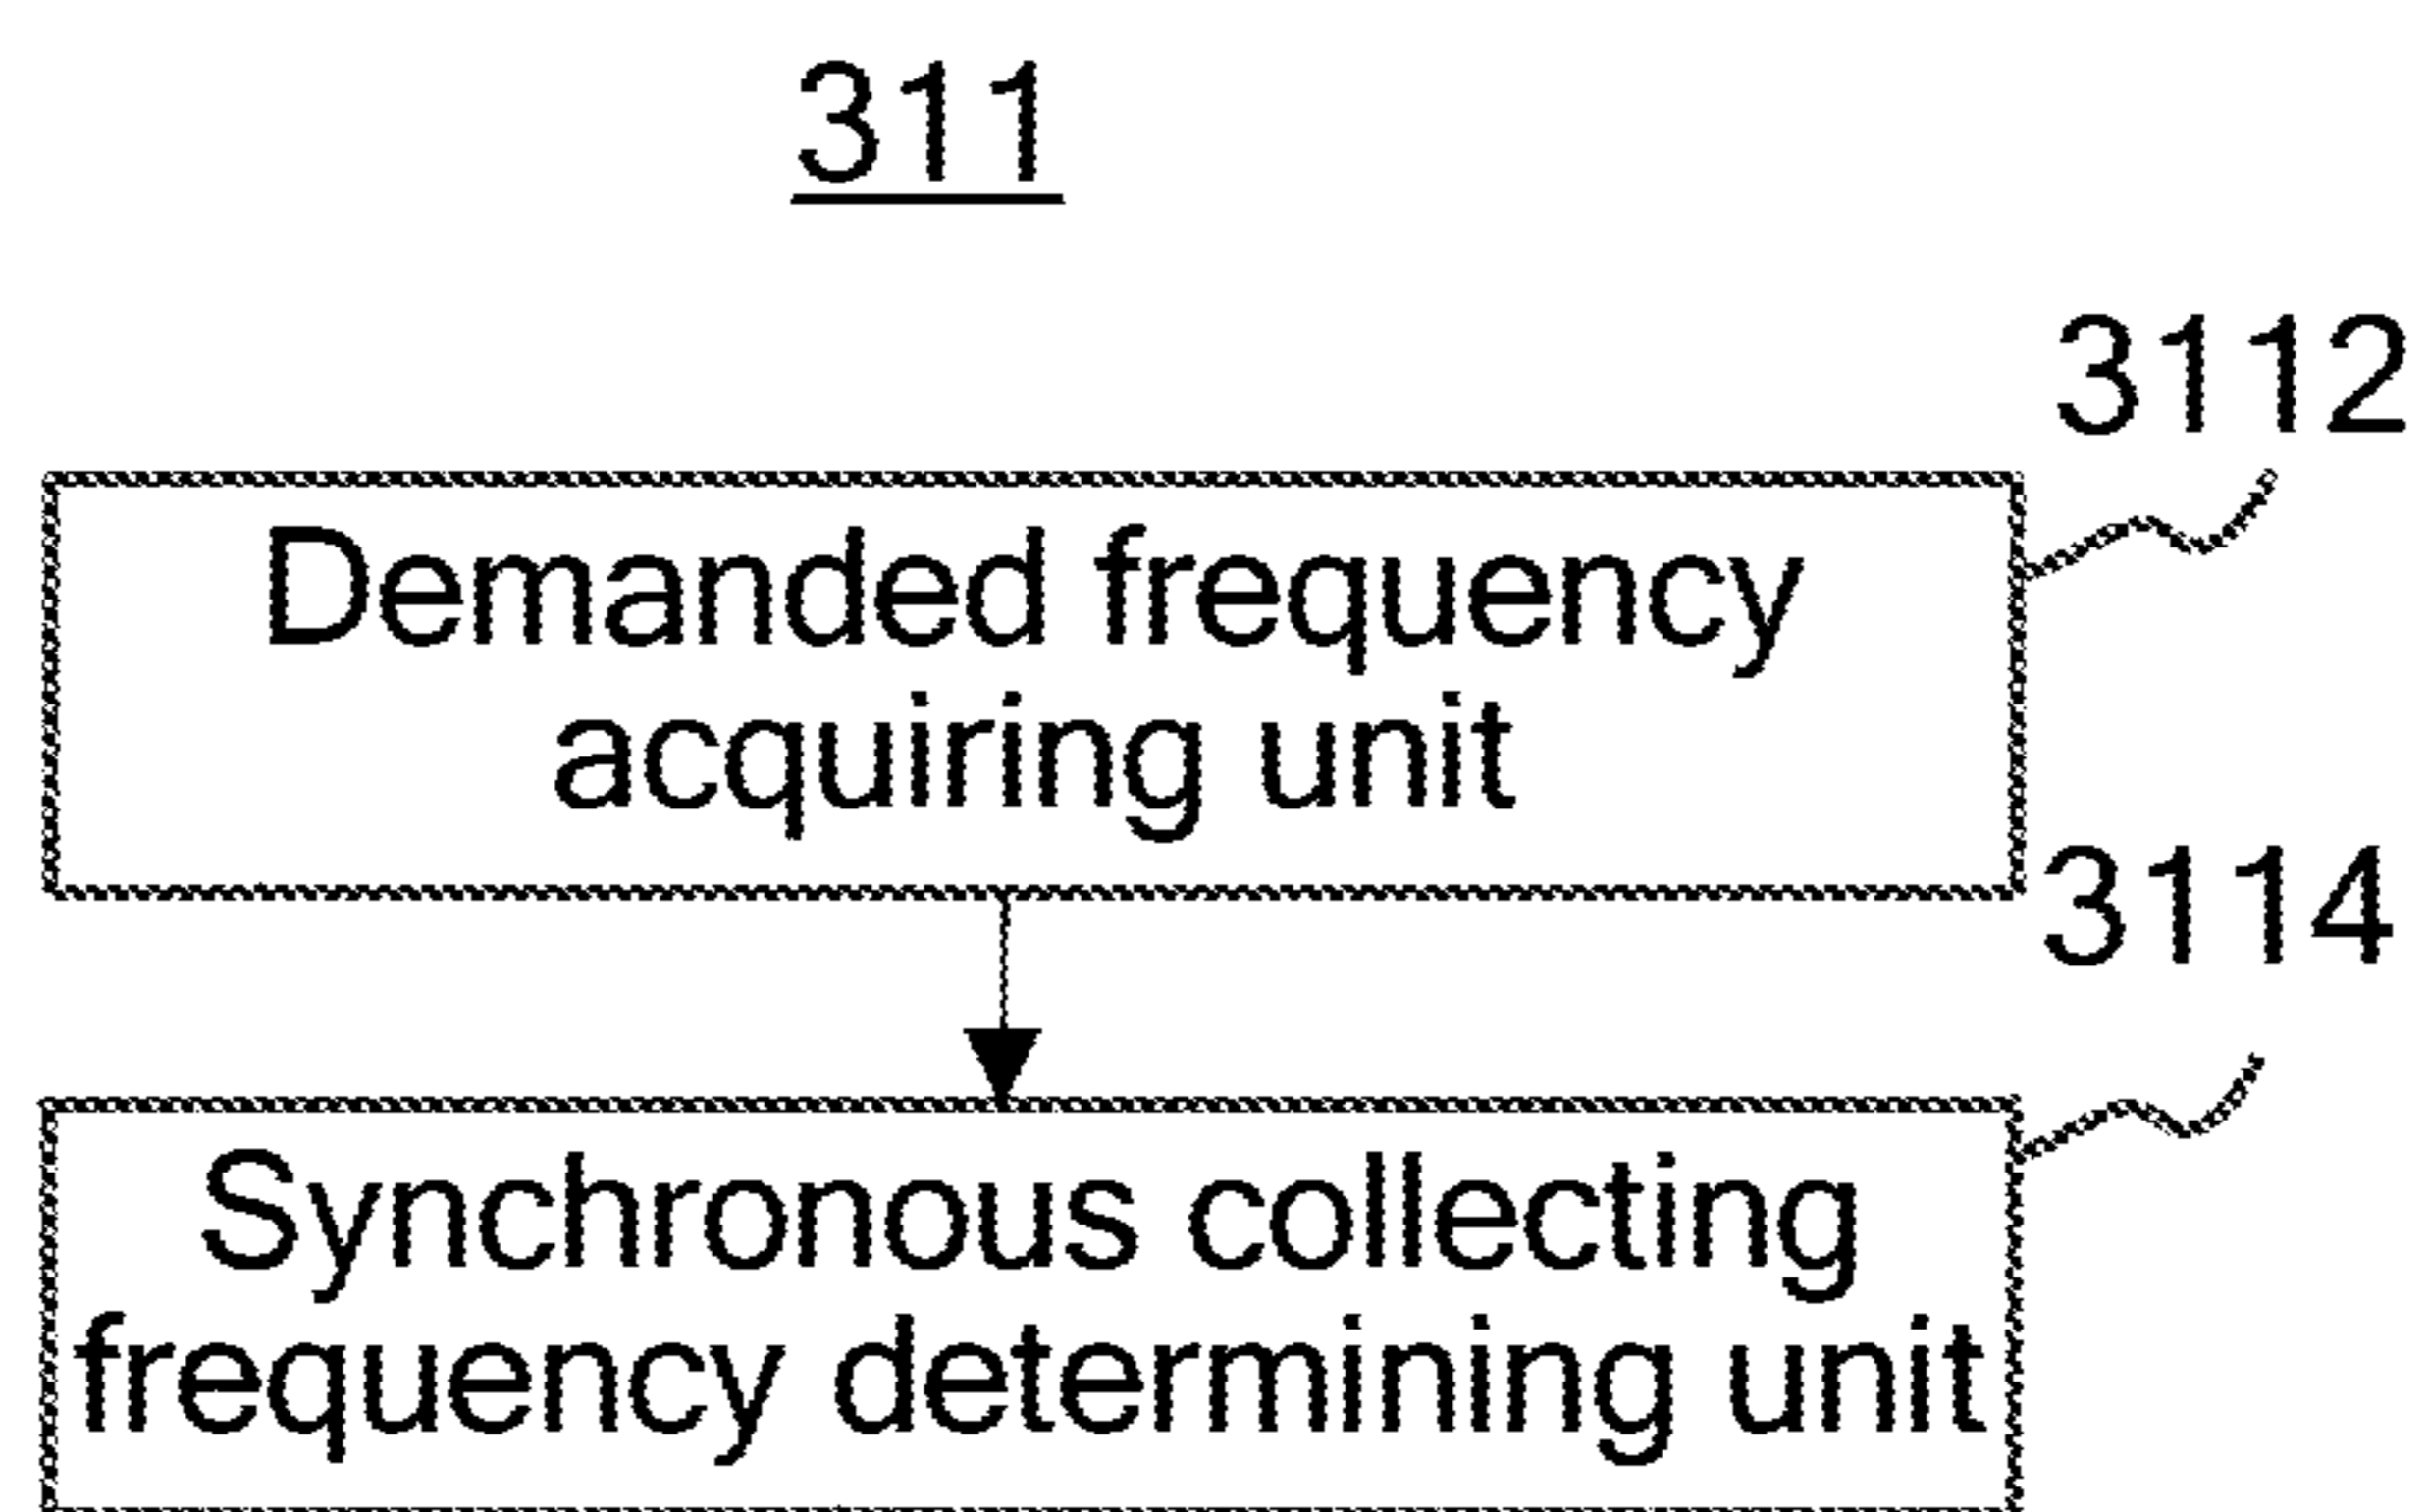 311
3112
Demanded frequency
acquiring unit
3114
Synchronous collecting
frequency determining unit